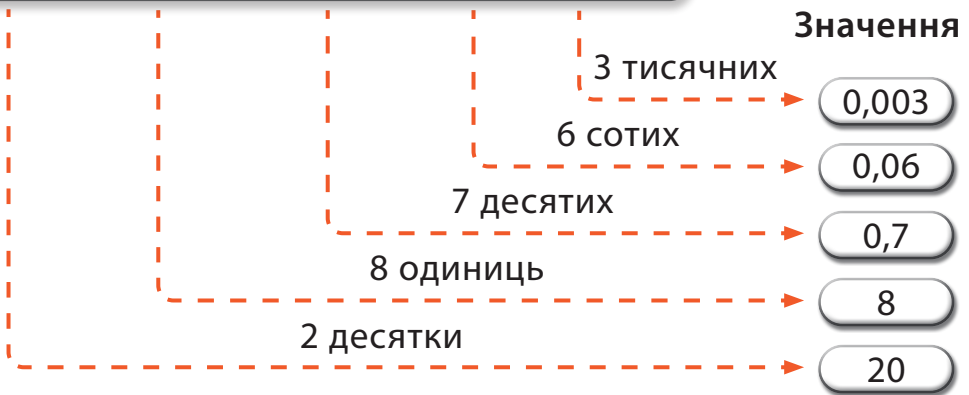 Значення
3 тисячних
0,003
6 сотих
0,06
7 десятих
0,7
8 одиниць
8
2 десятки
20